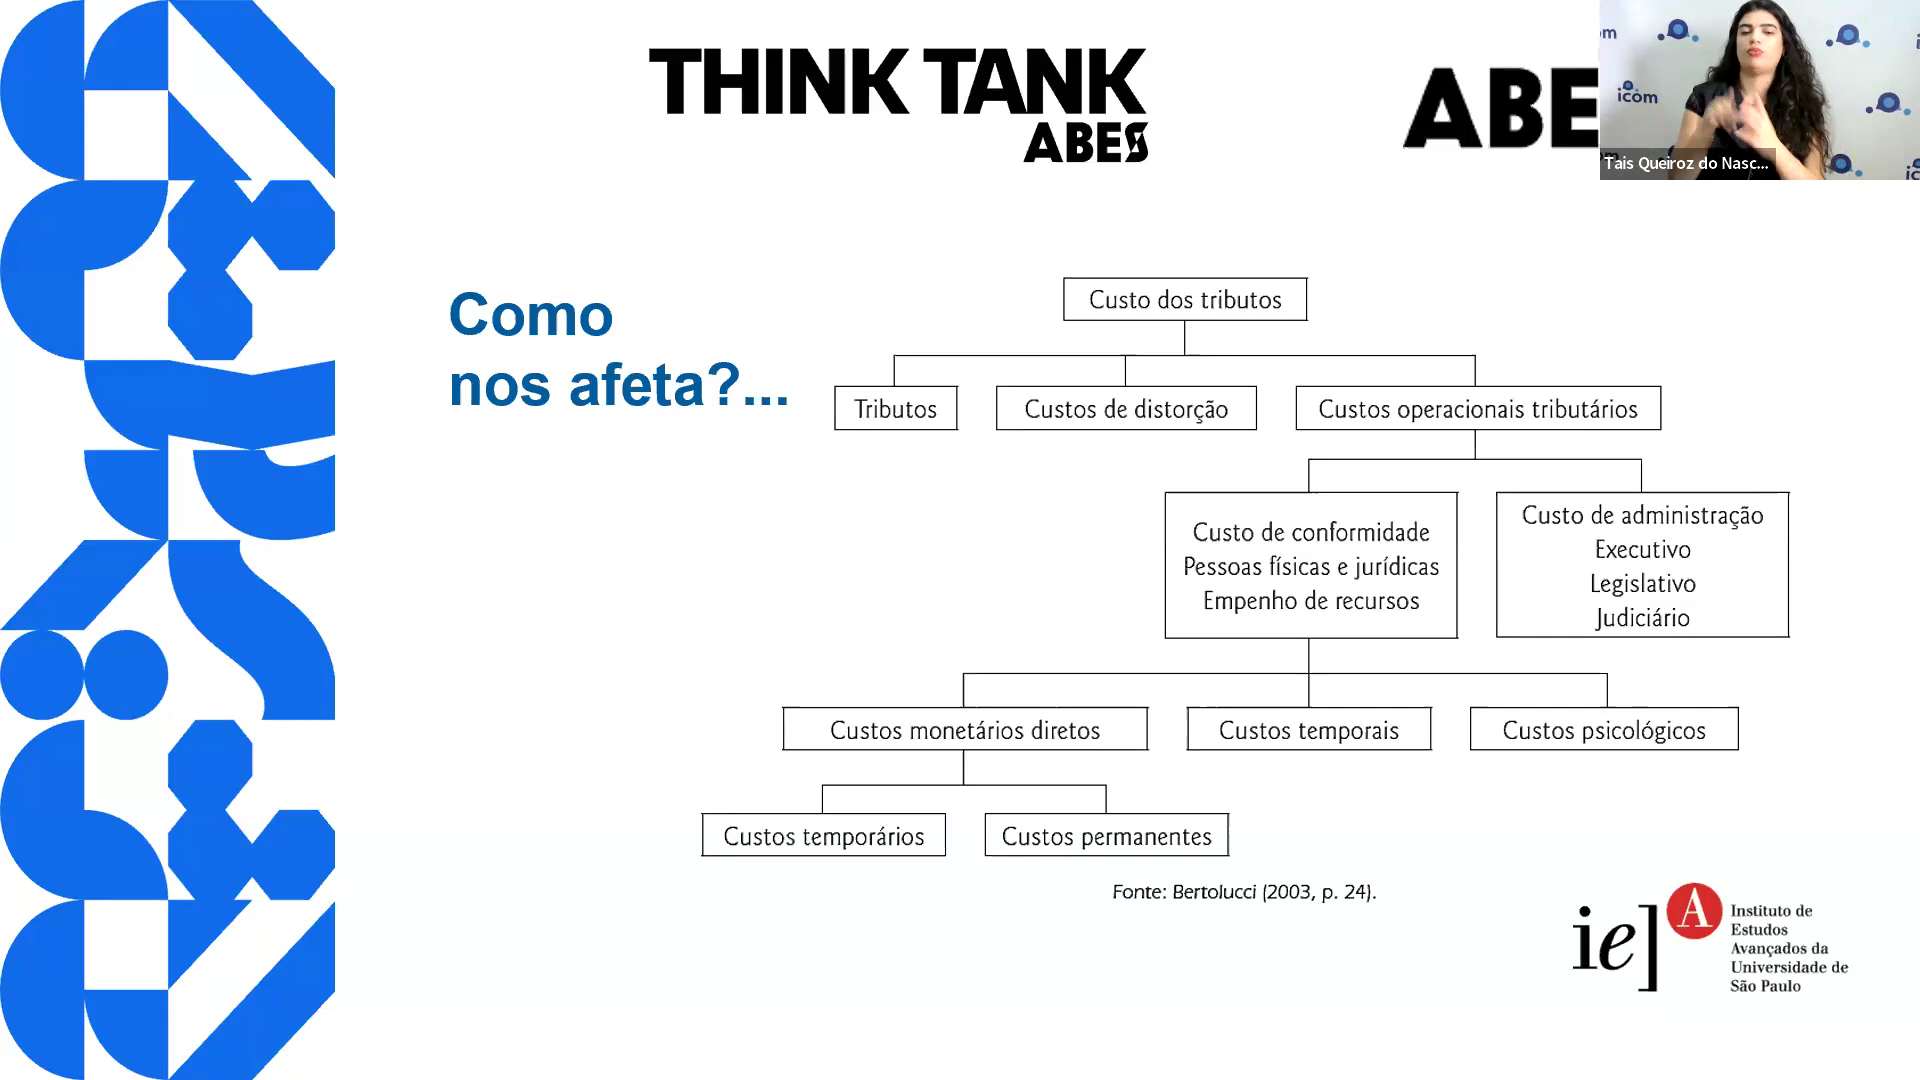 THINK TANK
ABES
ABE
icom
Tais Queiroz do Nasc...
Como
nos afeta?...
Custo dos tributos
Tributos
Custos de distorção
Custos operacionais tributários
Custo de conformidade
Pessoas físicas e jurídicas
Empenho de recursos
Custo de administração
Executivo
Legislativo
Judiciário
Custos monetários diretos
Custos temporais
Custos psicológicos
Custos temporários
Custos permanentes
Fonte: Bertolucci (2003, p. 24).
ie] A
Instituto de
Estudos
Avançados da
Universidade de
São Paulo